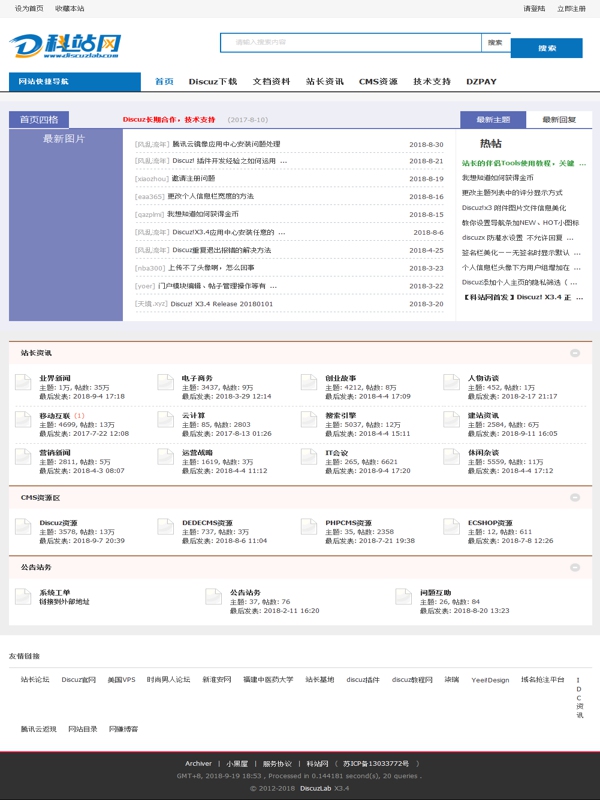 设为首页 收藏本站 请登陆 立即注册
科站网
www.discuzlab.com
请输入搜索内容 搜索 搜索
网站快捷导航 首页 Discuz下载 文档资料 站长资讯 CMS资源 技术支持 DZPAY
首页四格 Discuz长期合作，技术支持 (2017-8-10) 最新主题 最新回复
最新图片
[风乱流年] 腾讯云镜像应用中心安装问题处理 2018-8-30
[风乱流年] Discuz! 插件开发经验之如何运用 ... 2018-8-21
[xiaozhou] 邀请注册问题 2018-8-19
[eaa365] 更改个人信息栏宽度的方法 2018-8-16
[qazpins] 我想知道如何获得金币 2018-8-15
[风乱流年] Discuz!X3.4应用中心安装任意的 ... 2018-8-6
[风乱流年] Discuz重复退出报错的解决方法 2018-4-25
[nba300] 上传不了头像啊，怎么回事 2018-3-23
[yoer] 门户模块编辑、帖子管理操作等有 ... 2018-3-22
[天缘.xyz] Discuz! X3.4 Release 20180101 2018-3-20
热帖
站长的伴侣Tools使用教程，关键 ...
我想知道如何获得金币
更改主题列表中的评分显示方式
Discuz!x3 附件图片文件信息美化
教你设置导航条加NEW、HOT小图标
discuzx 防灌水设置 不允许回复 ...
签名栏美化－－无签名时显示默认 ...
个人信息栏头像下方用户组增加在 ...
Discuz添加个人主页的隐私筛选（ ...
【科站网首发】Discuz! X3.4 正 ...
站长资讯
业界新闻
主题: 1万, 帖数: 35万
最后发表: 2018-9-4 17:18
电子商务
主题: 3437, 帖数: 9万
最后发表: 2018-3-29 12:14
创业故事
主题: 4212, 帖数: 8万
最后发表: 2018-4-4 17:09
人物访谈
主题: 452, 帖数: 1万
最后发表: 2018-2-17 21:17
移动互联 (1)
主题: 4699, 帖数: 13万
最后发表: 2017-7-22 12:08
云计算
主题: 85, 帖数: 2803
最后发表: 2017-8-13 01:26
搜索引擎
主题: 5037, 帖数: 12万
最后发表: 2018-4-4 15:11
建站资讯
主题: 2584, 帖数: 6万
最后发表: 2018-9-11 16:05
营销新闻
主题: 2811, 帖数: 5万
最后发表: 2018-4-3 08:07
运营战略
主题: 1619, 帖数: 3万
最后发表: 2018-4-4 11:12
IT会议
主题: 265, 帖数: 6621
最后发表: 2018-9-4 17:20
休闲杂谈
主题: 5559, 帖数: 11万
最后发表: 2018-4-4 17:12
CMS资源区
Discuz资源
主题: 3578, 帖数: 13万
最后发表: 2018-9-7 20:39
DEDECMS资源
主题: 737, 帖数: 3万
最后发表: 2018-8-6 11:04
PHPCMS资源
主题: 35, 帖数: 2358
最后发表: 2018-7-21 19:38
ECSHOP资源
主题: 12, 帖数: 611
最后发表: 2018-7-8 12:26
公告站务
系统工单
链接到外部地址
公告站务
主题: 37, 帖数: 76
最后发表: 2018-2-11 16:20
问题互助
主题: 26, 帖数: 84
最后发表: 2018-8-20 13:23
友情链接
站长论坛 Discuz官网 美国VPS 时尚男人论坛 新淮安网 福建中医药大学 站长基地 discuz插件 discuz教程网 柒瑞 Yeei!Design 域名抢注平台 IDC资讯
腾讯云返现 网站目录 网赚博客
Archiver | 小黑屋 | 服务协议 | 科站网 ( 苏ICP备13033772号 )
GMT+8, 2018-9-19 18:53 , Processed in 0.144181 second(s), 20 queries .
© 2012-2018 DiscuzLab X3.4